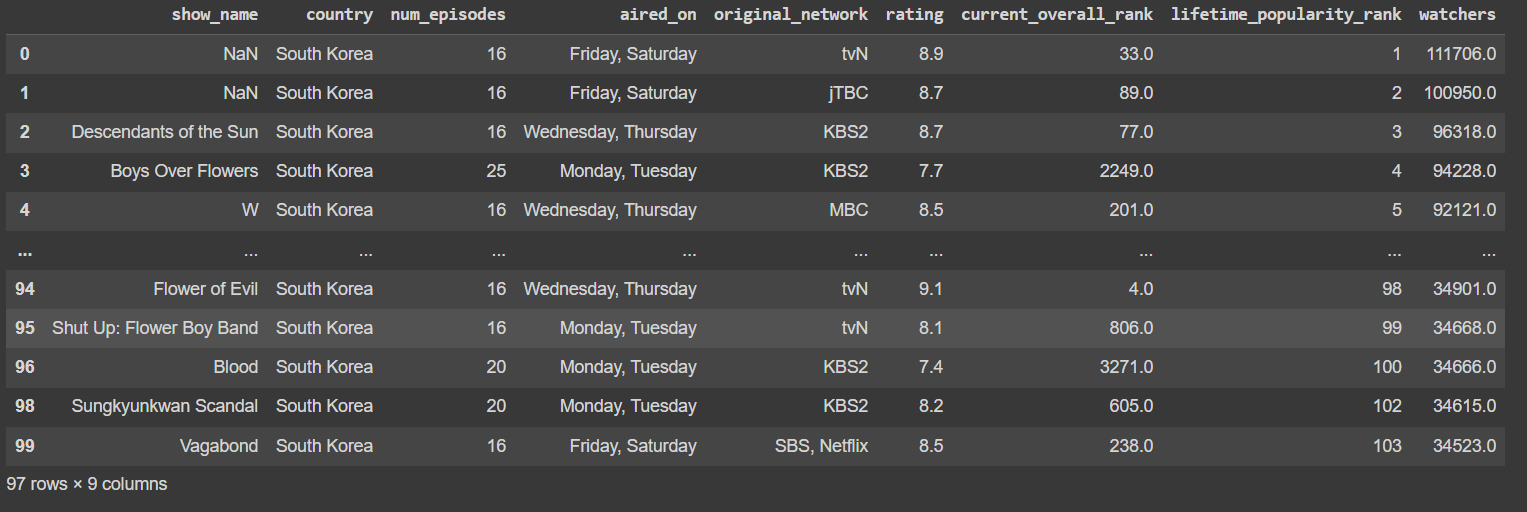 show_name country num_episodes aired_on original_network rating current_overall_rank lifetime_popularity_rank watchers
0 NaN South Korea 16 Friday, Saturday tvN 8.9 33.0 1 111706.0
1 NaN South Korea 16 Friday, Saturday jTBC 8.7 89.0 2 100950.0
2 Descendants of the Sun South Korea 16 Wednesday, Thursday KBS2 8.7 77.0 3 96318.0
3 Boys Over Flowers South Korea 25 Monday, Tuesday KBS2 7.7 2249.0 4 94228.0
4 W South Korea 16 Wednesday, Thursday MBC 8.5 201.0 5 92121.0
... ... ... ... ... ... ... ... ... ...
94 Flower of Evil South Korea 16 Wednesday, Thursday tvN 9.1 4.0 98 34901.0
95 Shut Up: Flower Boy Band South Korea 16 Monday, Tuesday tvN 8.1 806.0 99 34668.0
96 Blood South Korea 20 Monday, Tuesday KBS2 7.4 3271.0 100 34666.0
98 Sungkyunkwan Scandal South Korea 20 Monday, Tuesday KBS2 8.2 605.0 102 34615.0
99 Vagabond South Korea 16 Friday, Saturday SBS, Netflix 8.5 238.0 103 34523.0
97 rows × 9 columns